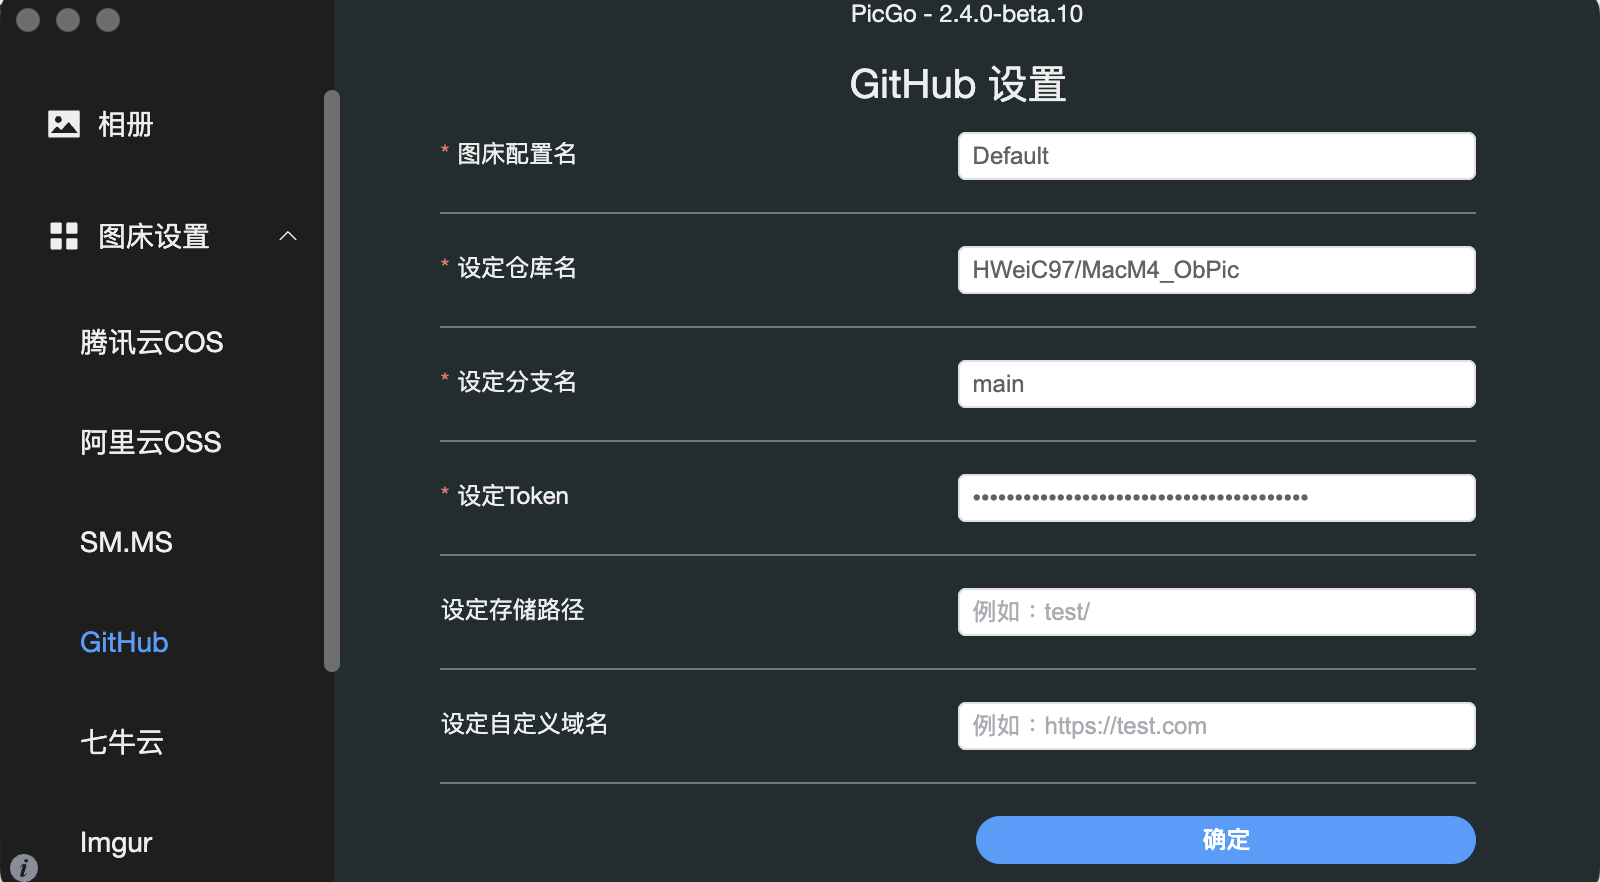 PicGo - 2.4.0-beta.10
相册
图床设置
腾讯云COS
阿里云OSS
SM.MS
GitHub
七牛云
Imgur
GitHub 设置
* 图床配置名
Default
* 设定仓库名
HWeiC97/MacM4_ObPic
* 设定分支名
main
* 设定Token
••••••••••••••••••••••••••••••••••••••••
设定存储路径
例如：test/
设定自定义域名
例如：https://test.com
确定